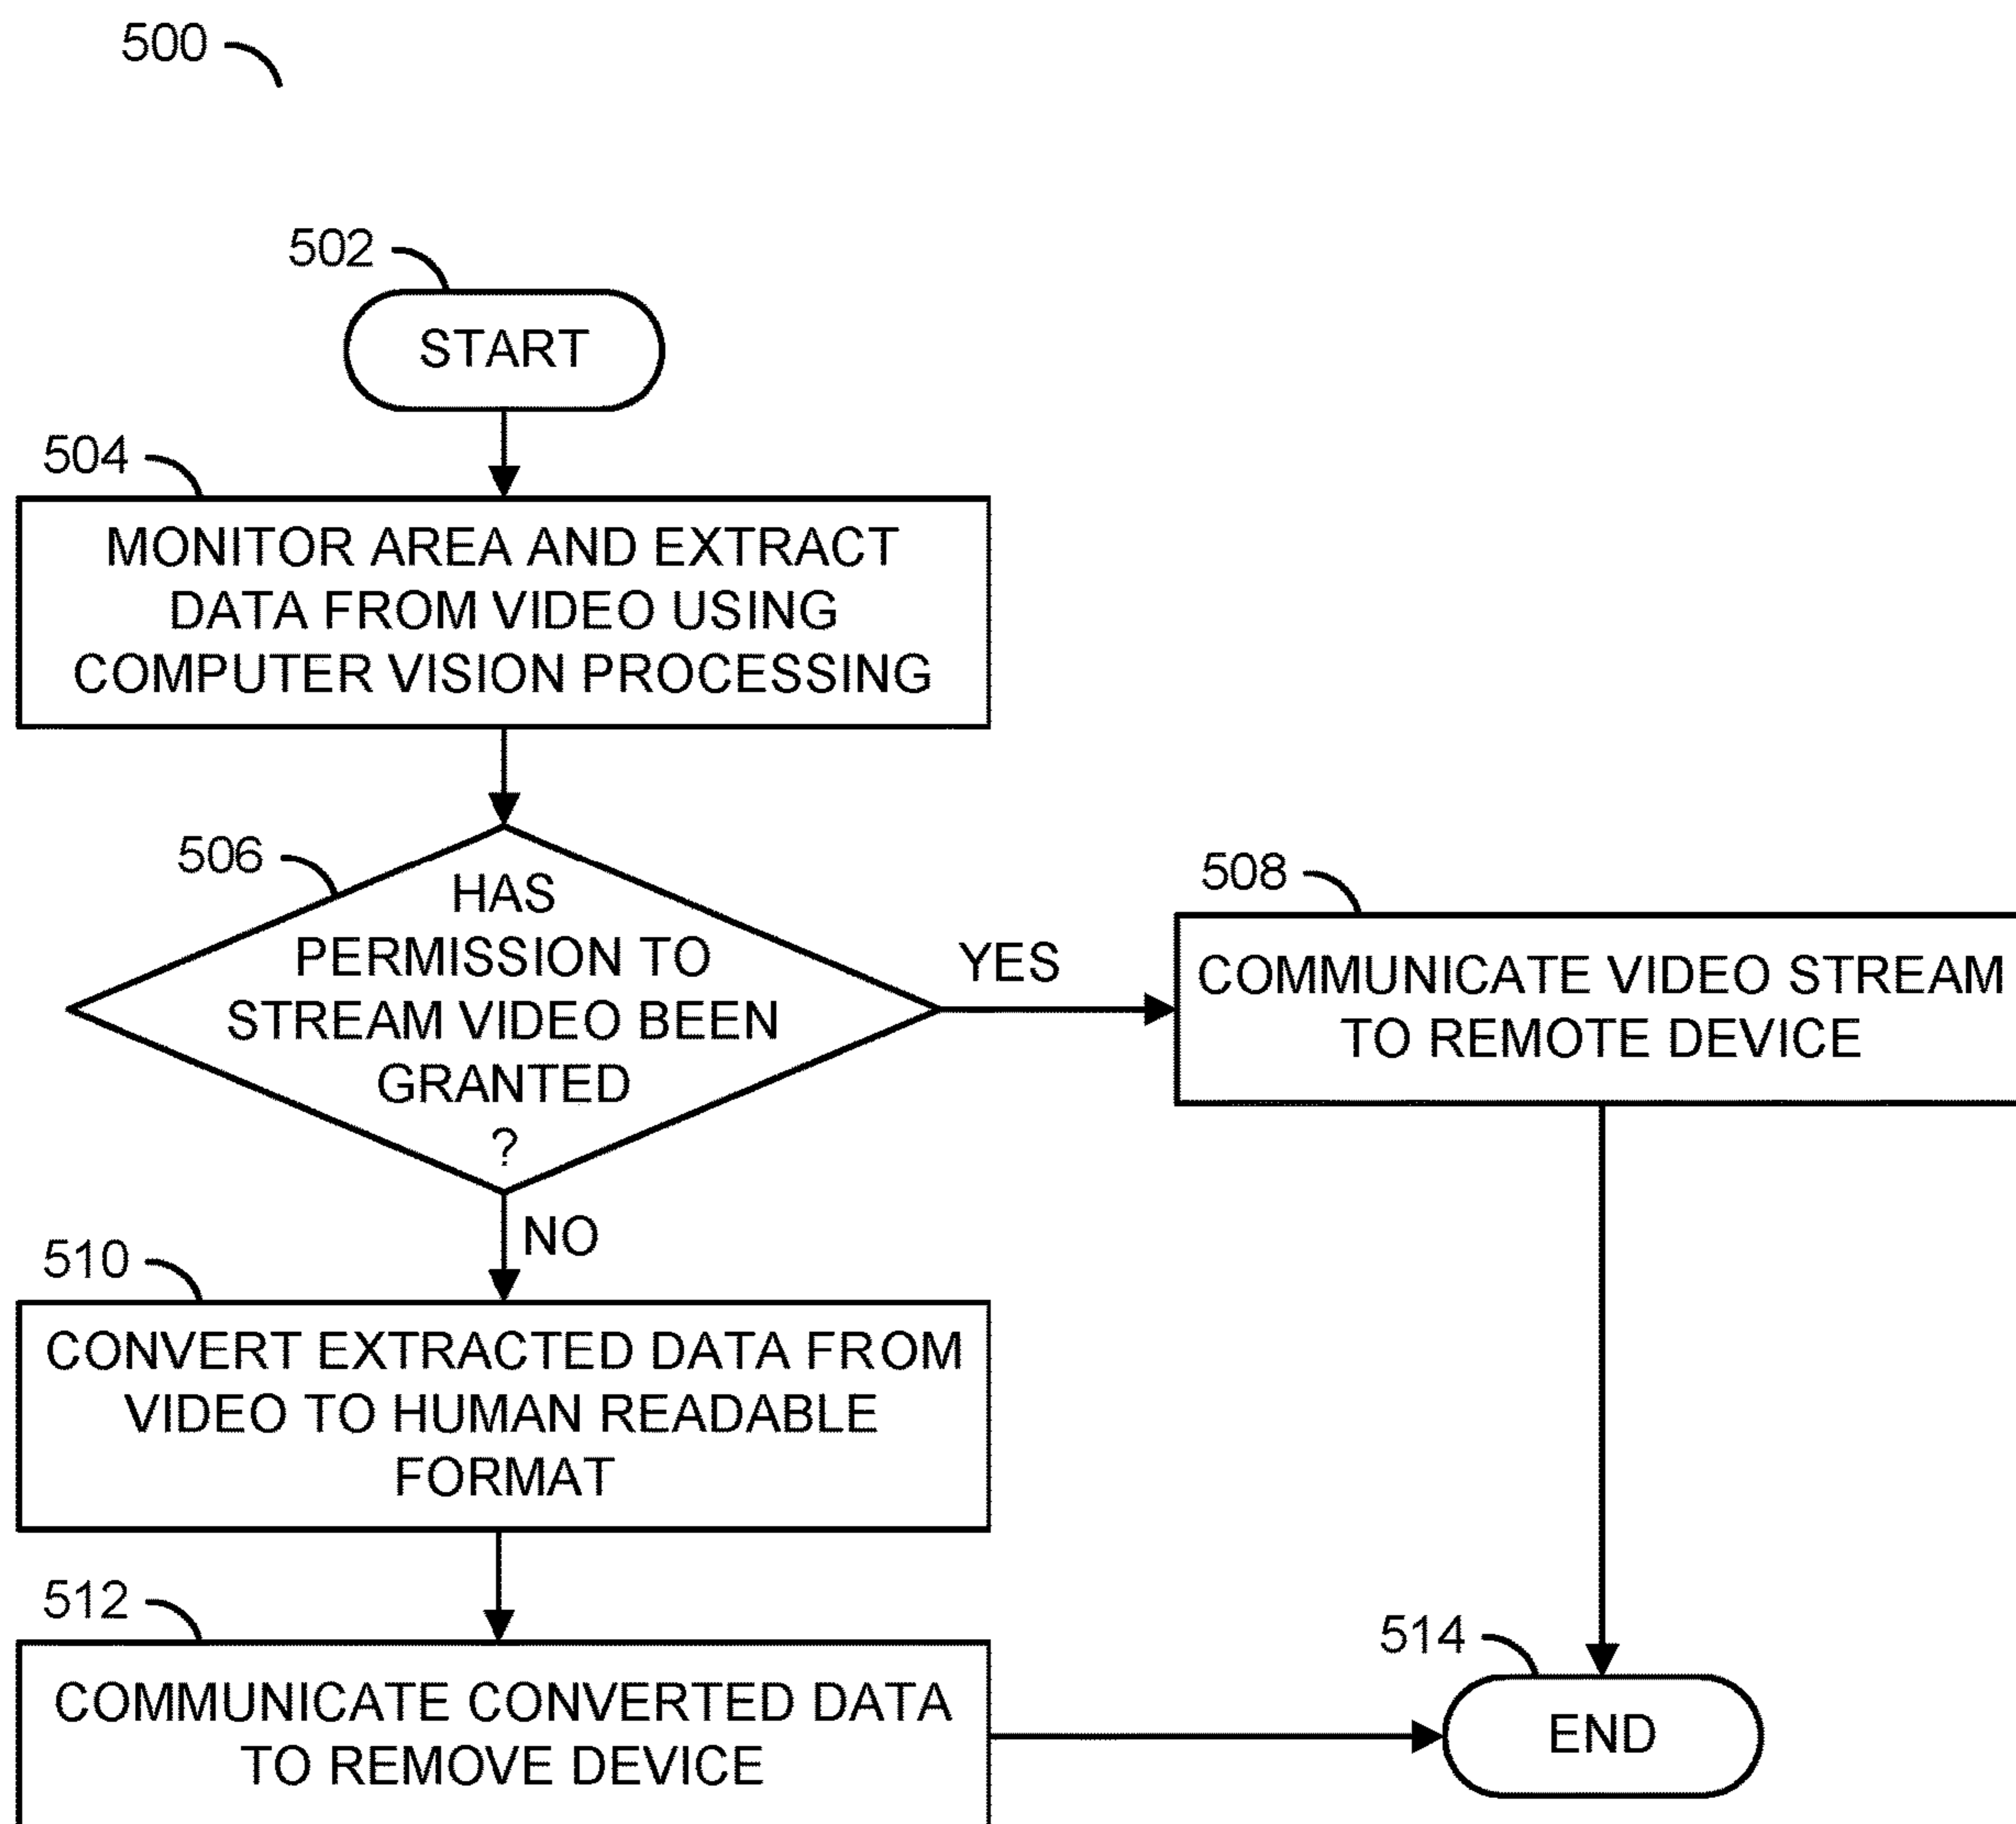 500
502
START
504
MONITOR AREA AND EXTRACT
DATA FROM VIDEO USING
COMPUTER VISION PROCESSING
506
HAS
PERMISSION TO
STREAM VIDEO BEEN
GRANTED
?
YES
508
COMMUNICATE VIDEO STREAM
TO REMOTE DEVICE
NO
510
CONVERT EXTRACTED DATA FROM
VIDEO TO HUMAN READABLE
FORMAT
512
COMMUNICATE CONVERTED DATA
TO REMOVE DEVICE
514
END